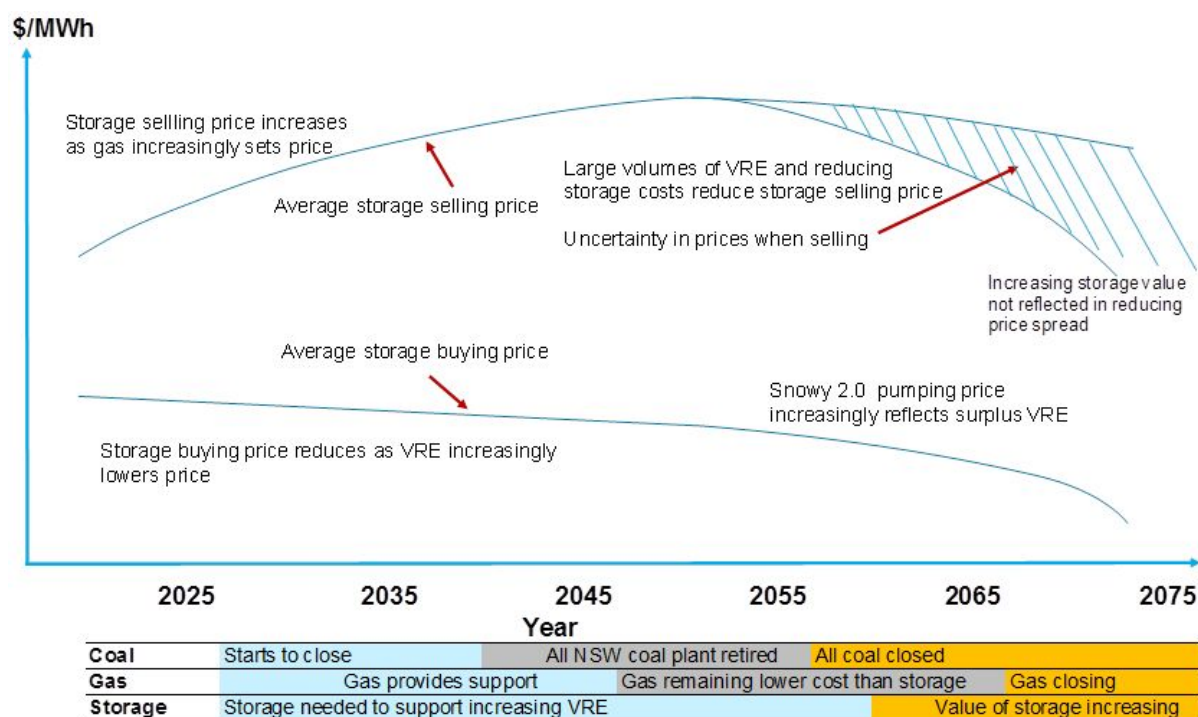 $/MWh
Storage sellling price increases
as gas increasingly sets price
Average storage selling price
Large volumes of VRE and reducing
storage costs reduce storage selling price
Uncertainty in prices when selling
Increasing storage value
not reflected in reducing
price spread
Average storage buying price
Snowy 2.0 pumping price
increasingly reflects surplus VRE
Storage buying price reduces as VRE increasingly
lowers price
2025 2035 2045 2055 2065 2075
Year
Coal Starts to close All NSW coal plant retired All coal closed
Gas Gas provides support Gas remaining lower cost than storage Gas closing
Storage Storage needed to support increasing VRE Value of storage increasing